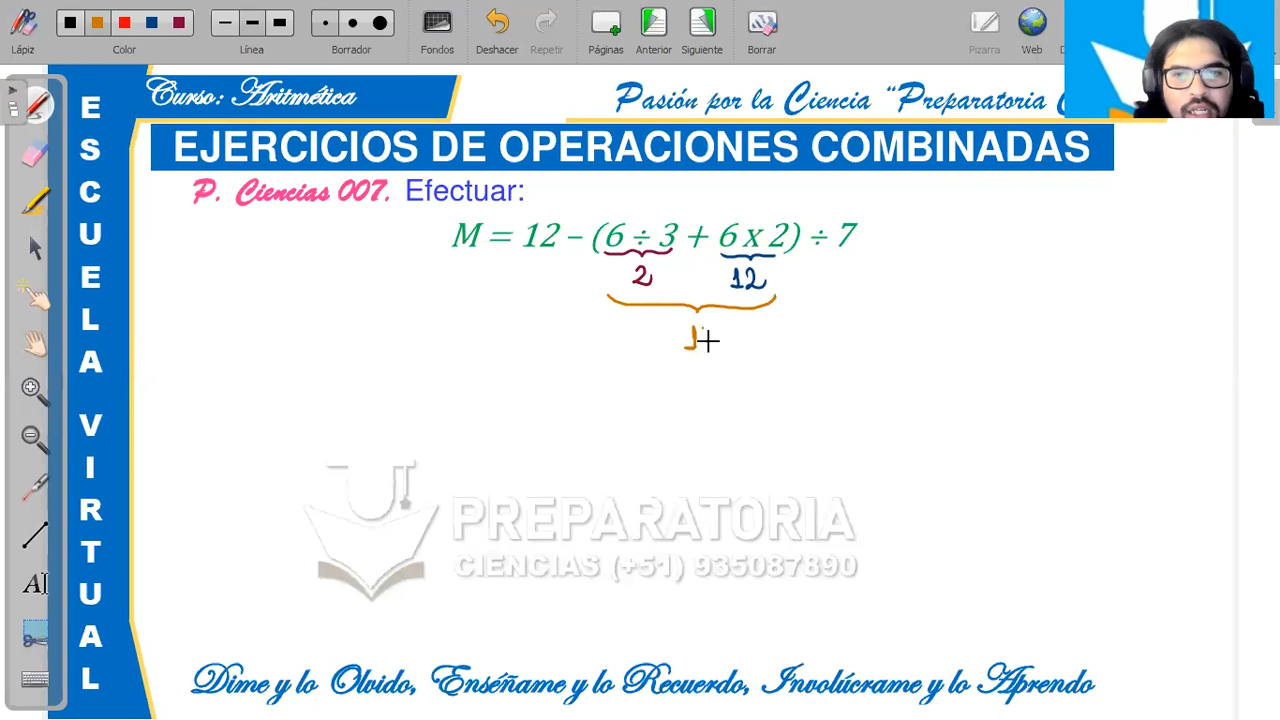 Lápiz Color Línea Borrador Fondos Deshacer Repetir Páginas Anterior Siguiente Borrar Pizarra Web
Curso: Aritmética
Pasión por la Ciencia “Preparatoria
ESCUELA VIRTUAL
EJERCICIOS DE OPERACIONES COMBINADAS
P. Ciencias 007. Efectuar:
M = 12 – (6 ÷ 3 + 6 x 2) ÷ 7
2 12
1
PREPARATORIA
CIENCIAS (+51) 935087890
Dime y lo Olvido, Enséñame y lo Recuerdo, Involúcrame y lo Aprendo